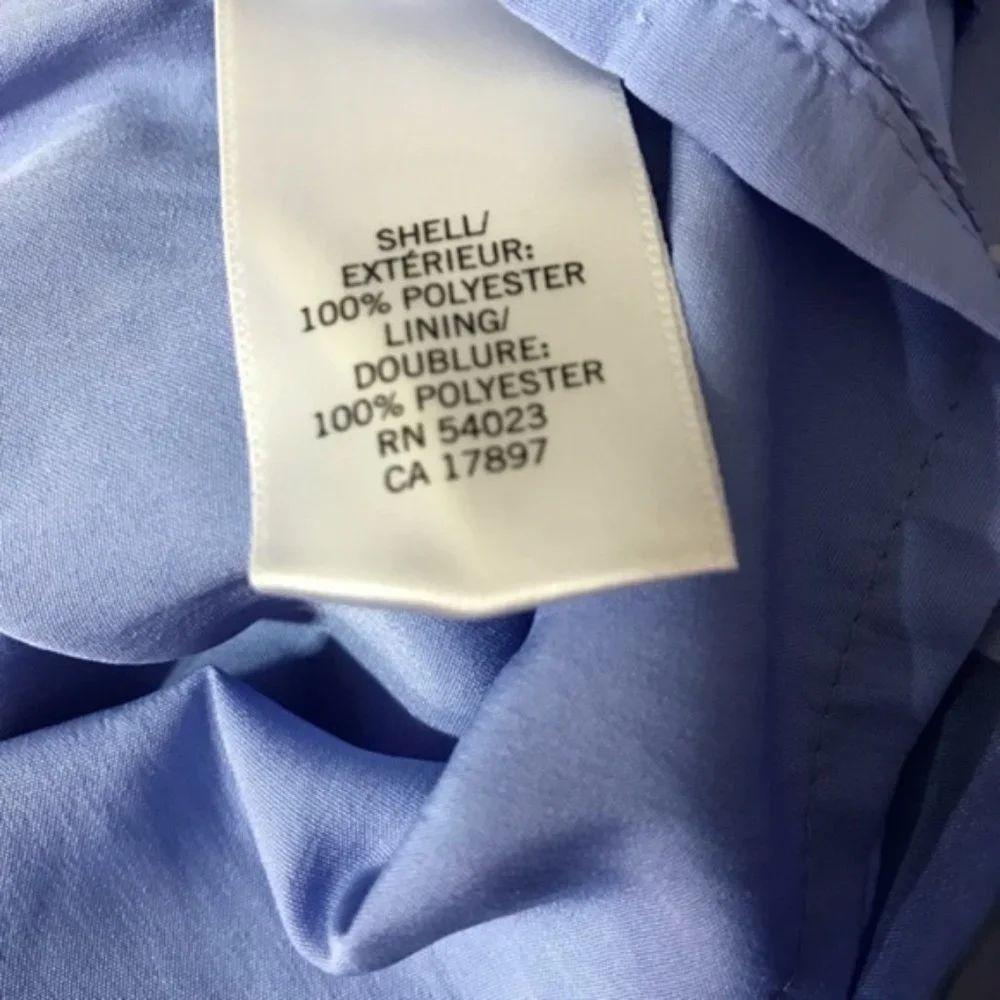 SHELL/
EXTÉRIEUR:
100% POLYESTER
LINING/
DOUBLURE:
100% POLYESTER
RN 54023
CA 17897